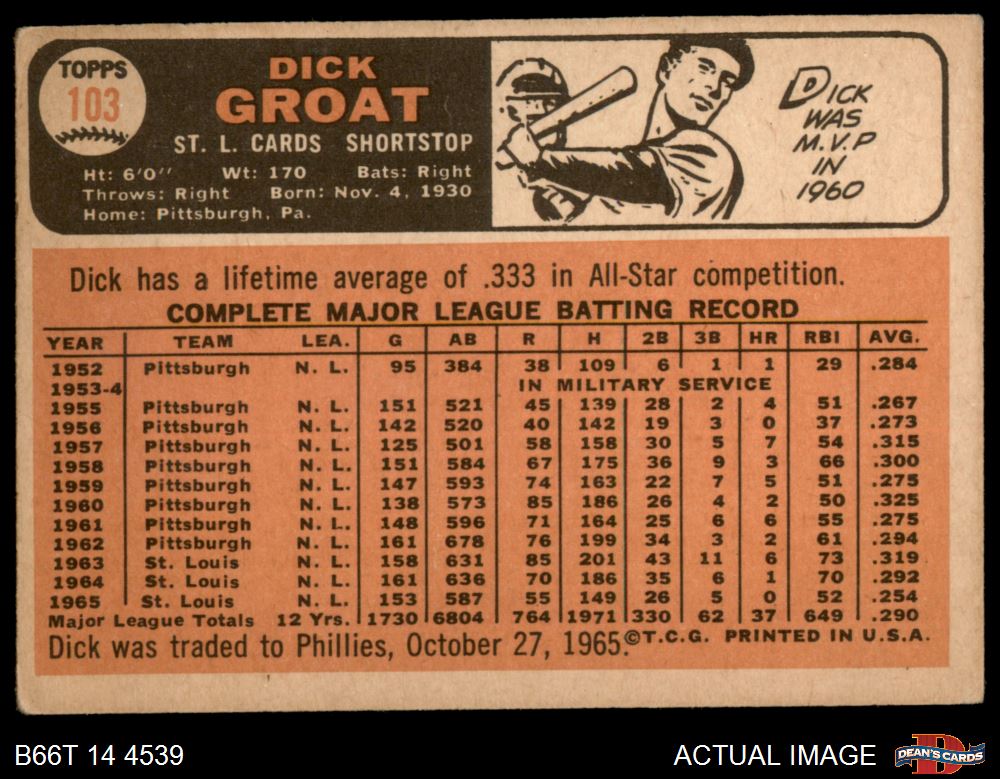 TOPPS
103
DICK
GROAT
ST. L. CARDS SHORTSTOP
Ht: 6'0" Wt: 170 Bats: Right
Throws: Right Born: Nov. 4, 1930
Home: Pittsburgh, Pa.
DICK
WAS
M.V.P
IN
1960
Dick has a lifetime average of .333 in All-Star competition.
COMPLETE MAJOR LEAGUE BATTING RECORD
YEAR TEAM LEA. G AB R H 2B 3B HR RBI AVG.
1952 Pittsburgh N. L. 95 384 38 109 6 1 1 29 .284
1953-4 IN MILITARY SERVICE
1955 Pittsburgh N. L. 151 521 45 139 28 2 4 51 .267
1956 Pittsburgh N. L. 142 520 40 142 19 3 0 37 .273
1957 Pittsburgh N. L. 125 501 58 158 30 5 7 54 .315
1958 Pittsburgh N. L. 151 584 67 175 36 9 3 66 .300
1959 Pittsburgh N. L. 147 593 74 163 22 7 5 51 .275
1960 Pittsburgh N. L. 138 573 85 186 26 4 2 50 .325
1961 Pittsburgh N. L. 148 596 71 164 25 6 6 55 .275
1962 Pittsburgh N. L. 161 678 76 199 34 3 2 61 .294
1963 St. Louis N. L. 158 631 85 201 43 11 6 73 .319
1964 St. Louis N. L. 161 636 70 186 35 6 1 70 .292
1965 St. Louis N. L. 153 587 55 149 26 5 0 52 .254
Major League Totals 12 Yrs. 1730 6804 764 1971 330 62 37 649 .290
Dick was traded to Phillies, October 27, 1965. ©T.C.G. PRINTED IN U.S.A.
B66T 14 4539
ACTUAL IMAGE
D
DEAN'S CARDS